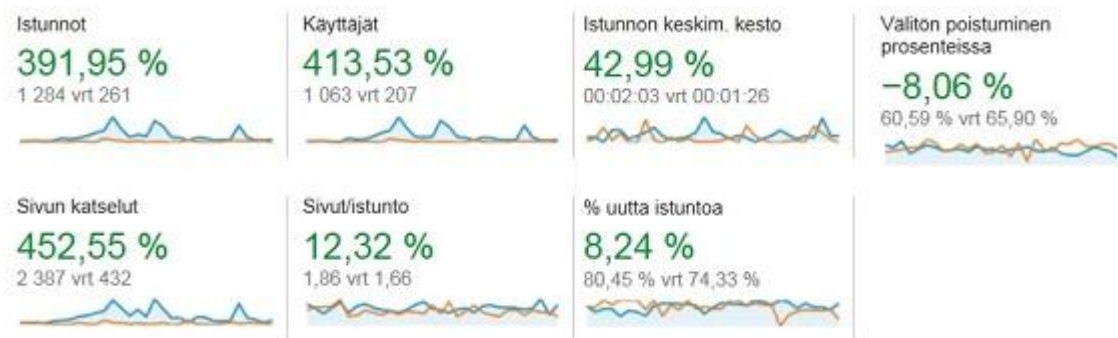 Istunnot
391,95 %
1 284 vrt 261
Käyttäjät
413,53 %
1 063 vrt 207
Istunnon keskim. kesto
42,99 %
00:02:03 vrt 00:01:26
Välitön poistuminen
prosenteissa
−8,06 %
60,59 % vrt 65,90 %
Sivun katselut
452,55 %
2 387 vrt 432
Sivut/istunto
12,32 %
1,86 vrt 1,66
% uutta istuntoa
8,24 %
80,45 % vrt 74,33 %